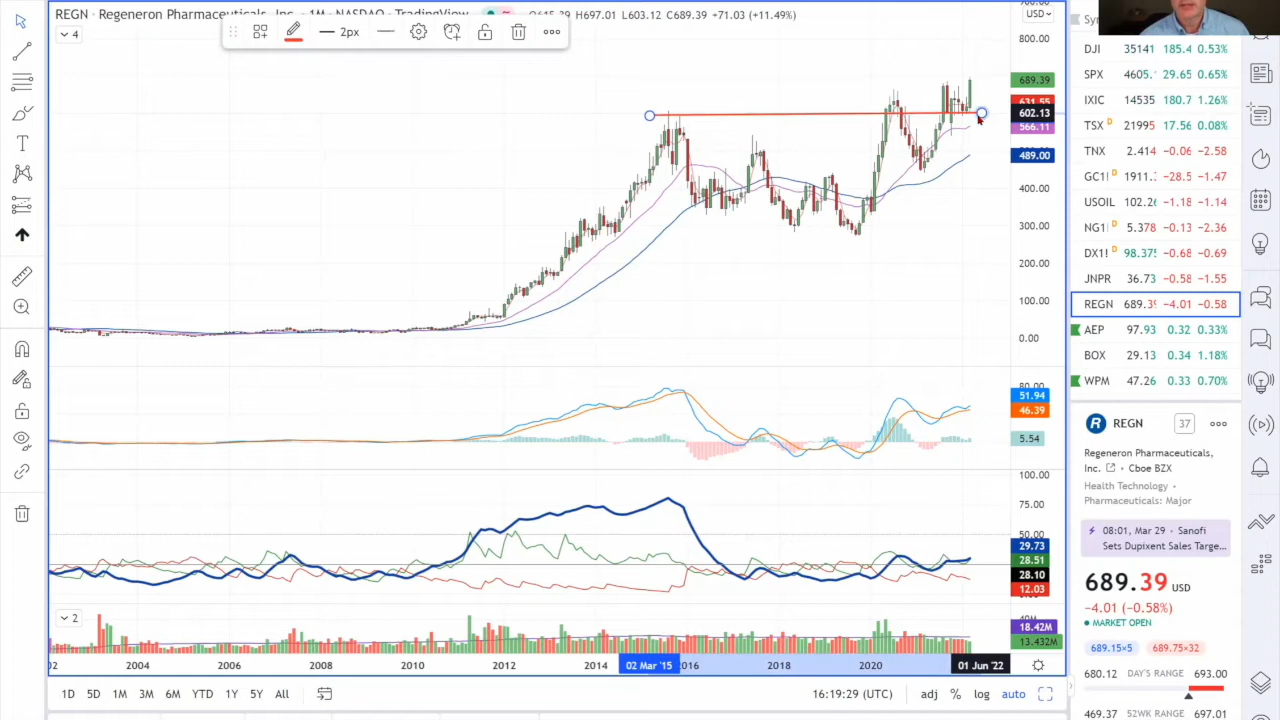 REGN · Regeneron Pharmaceuticals, Inc. · 1M · NASDAQ · TradingView O615.39 H697.01 L603.12 C689.39 +71.03 (+11.49%)
2px
4
USD
800.00
689.39
631.55
602.13
566.11
489.00
400.00
300.00
200.00
100.00
0.00
80.00
51.94
46.39
5.54
100.00
75.00
50.00
29.73
28.51
28.10
12.03
2
18.42M
13.432M
2004 2006 2008 2010 2012 2014 02 Mar '15 2016 2018 2020 01 Jun '22
1D 5D 1M 3M 6M YTD 1Y 5Y All 16:19:29 (UTC) adj % log auto
DJI 35141 185.4 0.53%
SPX 4605. 29.65 0.65%
IXIC 14535 180.7 1.26%
TSX D 21995 17.56 0.08%
TNX 2.414 -0.06 -2.58
GC1! D 1911. -28.5 -1.47
USOIL 102.26 -1.18 -1.14
NG1! D 5.378 -0.13 -2.36
DX1! D 98.375 -0.68 -0.69
JNPR 36.73 -0.58 -1.55
REGN 689.39 -4.01 -0.58
AEP 97.93 0.32 0.33%
BOX 29.13 0.34 1.18%
WPM 47.26 0.33 0.70%
REGN 37
Regeneron Pharmaceuticals,
Inc. • Cboe BZX
Health Technology •
Pharmaceuticals: Major
08:01, Mar 29 • Sanofi
Sets Dupixent Sales Targe...
689.39 USD
−4.01 (−0.58%)
MARKET OPEN
689.15×5 689.75×32
680.12 DAY'S RANGE 693.00
469.37 52WK RANGE 697.01